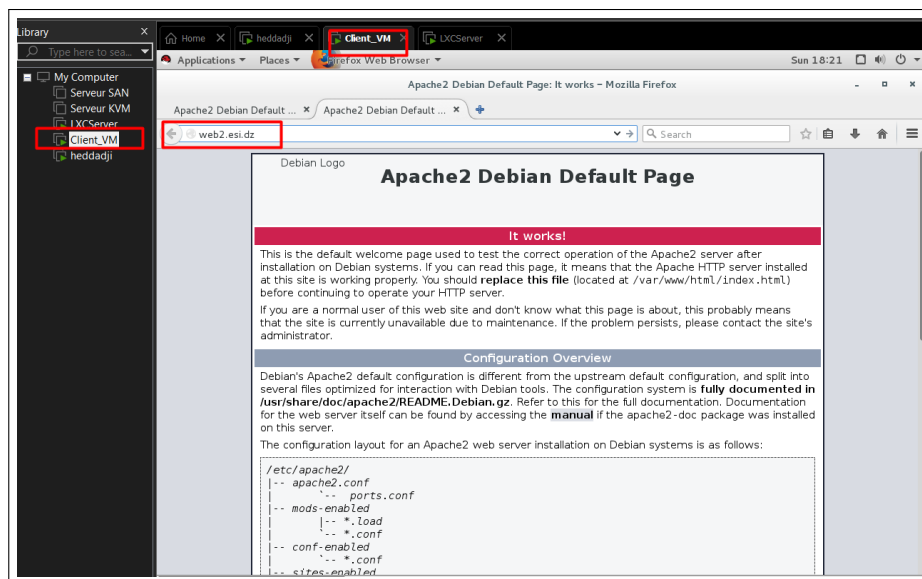 Library X
Type here to sea...
My Computer
Serveur SAN
Serveur KVM
LXCServer
Client_VM
heddadji
Home X heddadji X Client_VM X LXCServer X
Applications Places Firefox Web Browser Sun 18:21
Apache2 Debian Default Page: It works - Mozilla Firefox
Apache2 Debian Default ... × Apache2 Debian Default ... ×
web2.esi.dz Search
Debian Logo
Apache2 Debian Default Page
It works!
This is the default welcome page used to test the correct operation of the Apache2 server after
installation on Debian systems. If you can read this page, it means that the Apache HTTP server installed
at this site is working properly. You should replace this file (located at /var/www/html/index.html)
before continuing to operate your HTTP server.
If you are a normal user of this web site and don't know what this page is about, this probably means
that the site is currently unavailable due to maintenance. If the problem persists, please contact the site's
administrator.
Configuration Overview
Debian's Apache2 default configuration is different from the upstream default configuration, and split into
several files optimized for interaction with Debian tools. The configuration system is fully documented in
/usr/share/doc/apache2/README.Debian.gz. Refer to this for the full documentation. Documentation
for the web server itself can be found by accessing the manual if the apache2-doc package was installed
on this server.
The configuration layout for an Apache2 web server installation on Debian systems is as follows:
/etc/apache2/
|-- apache2.conf
|       `-- ports.conf
|-- mods-enabled
|       |-- *.load
|       `-- *.conf
|-- conf-enabled
|       `-- *.conf
|-- sites-enabled